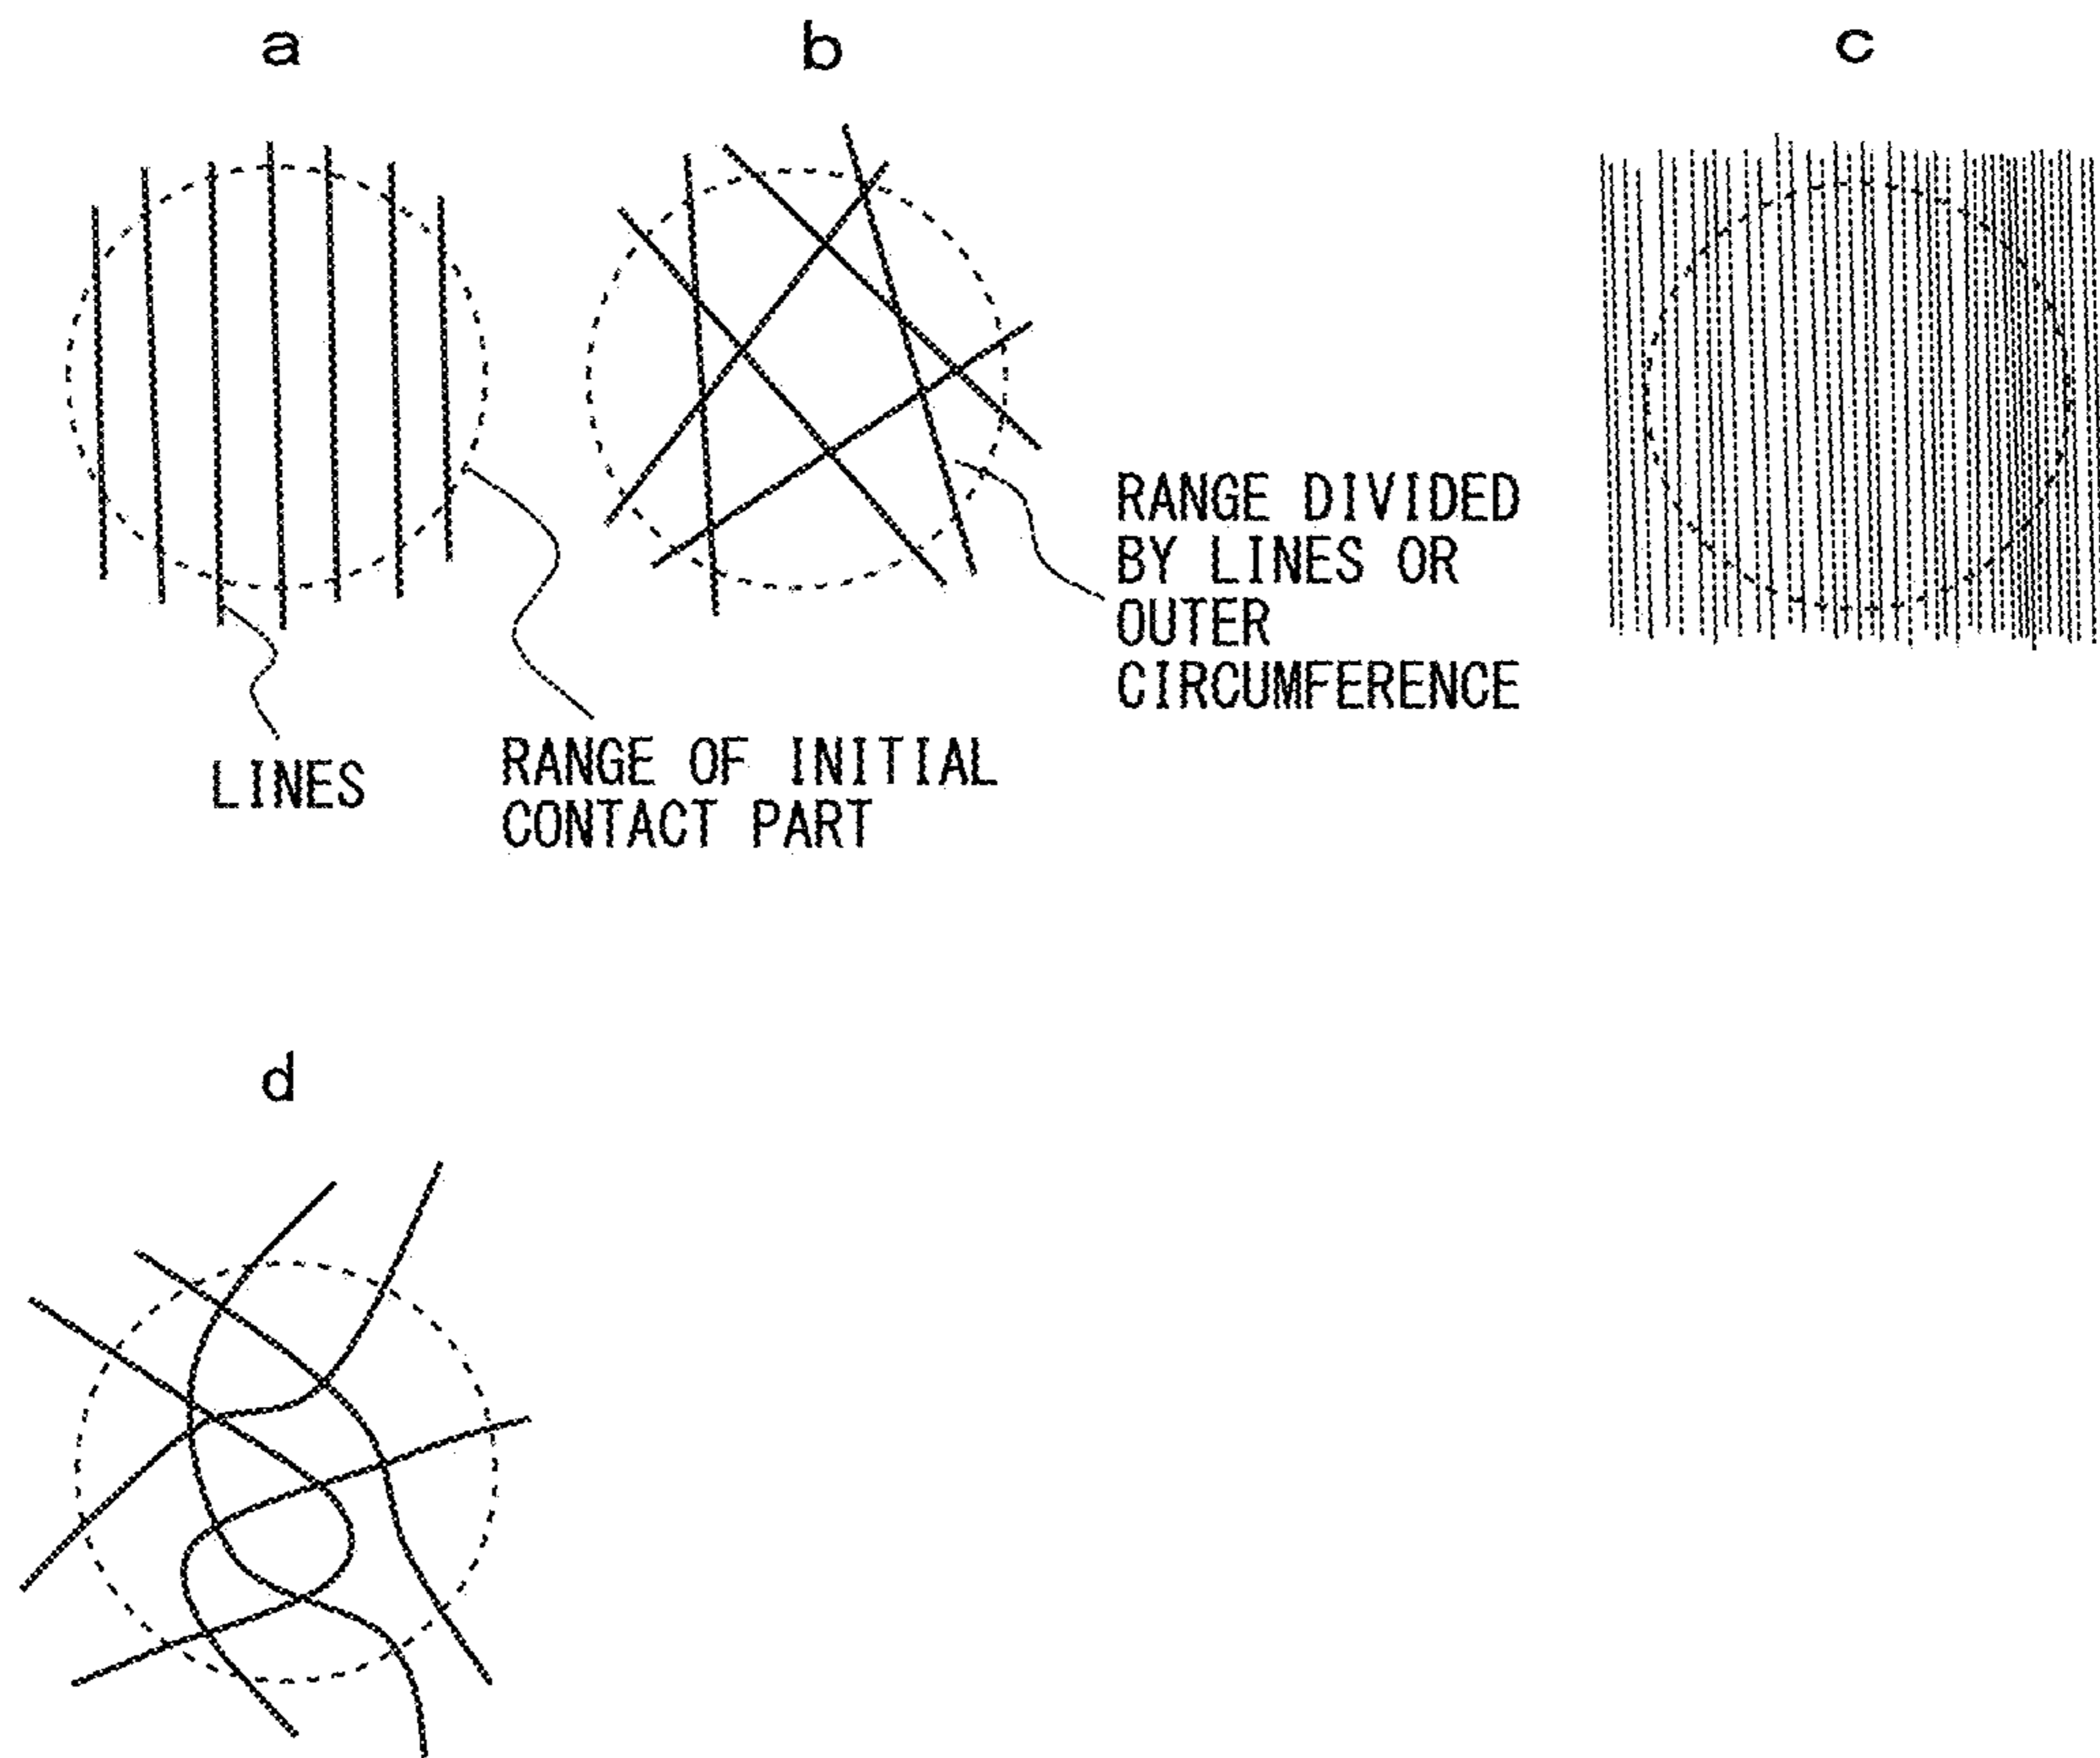 a
b
c
RANGE DIVIDED
BY LINES OR
OUTER
CIRCUMFERENCE
LINES
RANGE OF INITIAL
CONTACT PART
d